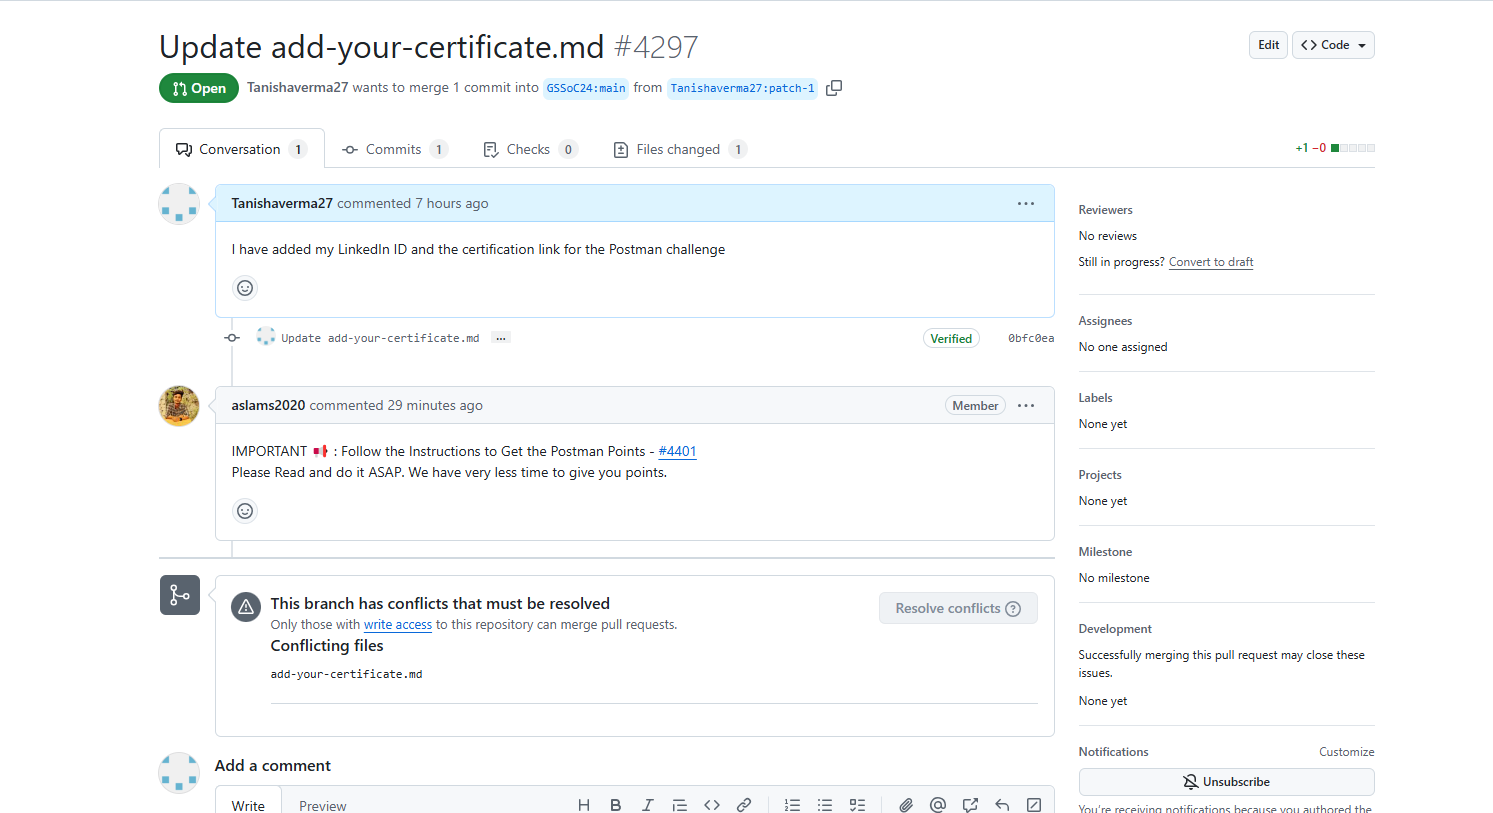 Update add-your-certificate.md #4297
Edit
Code
Open
Tanishaverma27 wants to merge 1 commit into GSSoC24:main from Tanishaverma27:patch-1
Conversation 1
Commits 1
Checks 0
Files changed 1
+1 −0
Tanishaverma27 commented 7 hours ago
I have added my LinkedIn ID and the certification link for the Postman challenge
Update add-your-certificate.md ...
Verified
0bfc0ea
aslams2020 commented 29 minutes ago
Member
IMPORTANT 📢 : Follow the Instructions to Get the Postman Points - #4401
Please Read and do it ASAP. We have very less time to give you points.
This branch has conflicts that must be resolved
Only those with write access to this repository can merge pull requests.
Resolve conflicts
Conflicting files
add-your-certificate.md
Add a comment
Write
Preview
Reviewers
No reviews
Still in progress? Convert to draft
Assignees
No one assigned
Labels
None yet
Projects
None yet
Milestone
No milestone
Development
Successfully merging this pull request may close these
issues.
None yet
Notifications
Customize
Unsubscribe
You're receiving notifications because you authored the